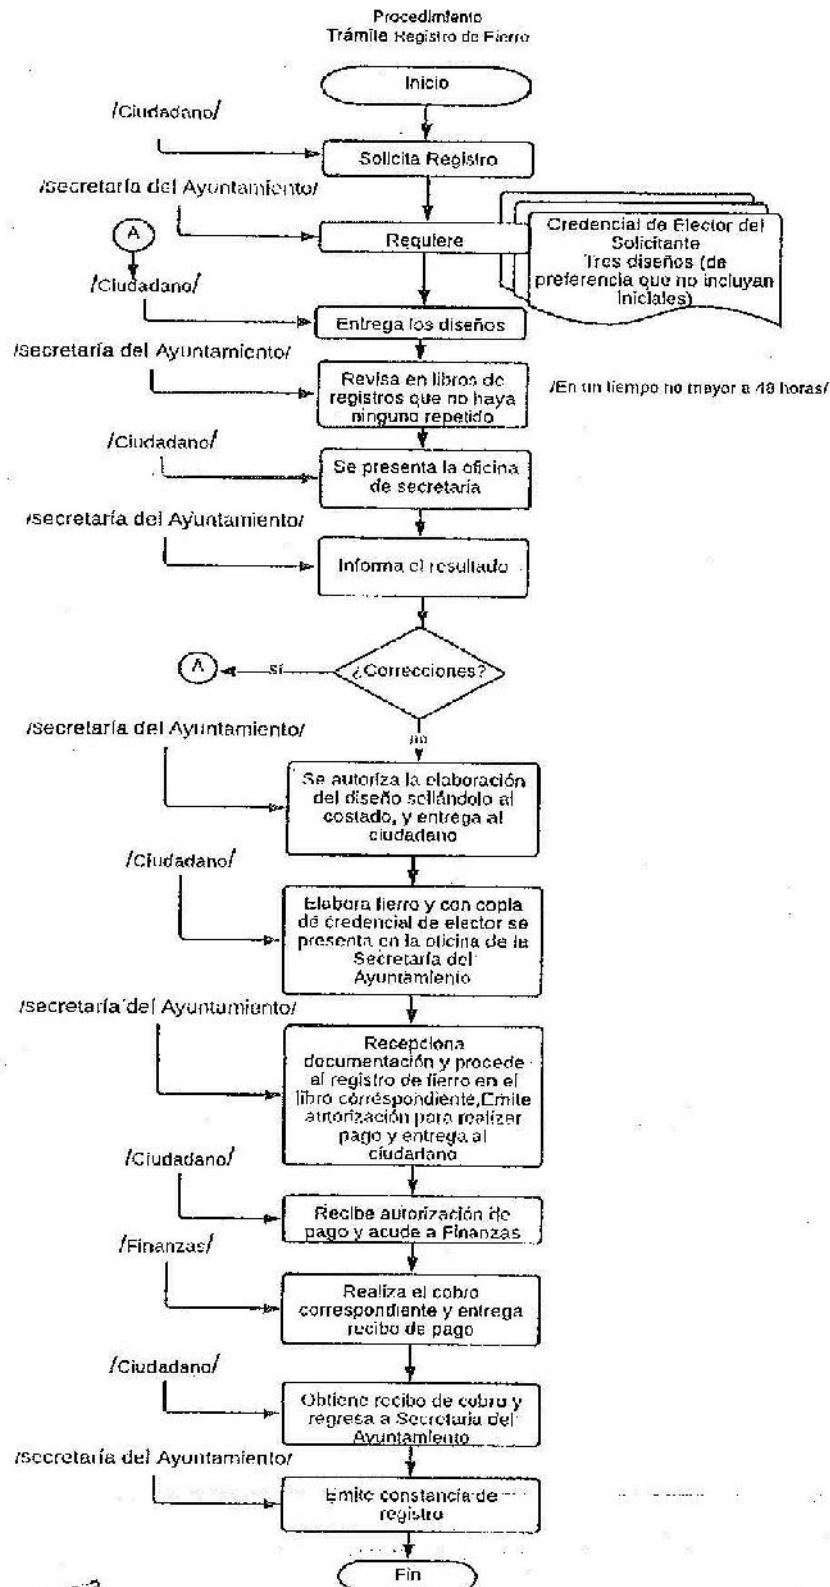 Procedimiento
Trámite Registro de Fierro
Inicio
/Ciudadano/
Solicita Registro
/secretaría del Ayuntamiento/
Requiere
Credencial de Elector del
Solicitante
Tres diseños (de
preferencia que no incluyan
iniciales)
A
/Ciudadano/
Entrega los diseños
/secretaría del Ayuntamiento/
Revisa en libros de
registros que no haya
ninguno repetido
/En un tiempo no mayor a 48 horas/
/Ciudadano/
Se presenta la oficina
de secretaría
/secretaría del Ayuntamiento/
Informa el resultado
¿Correcciones?
sí
A
no
/secretaría del Ayuntamiento/
Se autoriza la elaboración
del diseño sellándolo al
costado, y entrega al
ciudadano
/Ciudadano/
Elabora fierro y con copia
de credencial de elector se
presenta en la oficina de la
Secretaría del
Ayuntamiento
/secretaría del Ayuntamiento/
Recepciona
documentación y procede
al registro de fierro en el
libro correspondiente,Emite
autorización para realizar
pago y entrega al
ciudadano
/Ciudadano/
Recibe autorización de
pago y acude a Finanzas
/Finanzas/
Realiza el cobro
correspondiente y entrega
recibo de pago
/Ciudadano/
Obtiene recibo de cobro y
regresa a Secretaría del
Ayuntamiento
/secretaría del Ayuntamiento/
Emite constancia de
registro
Fin